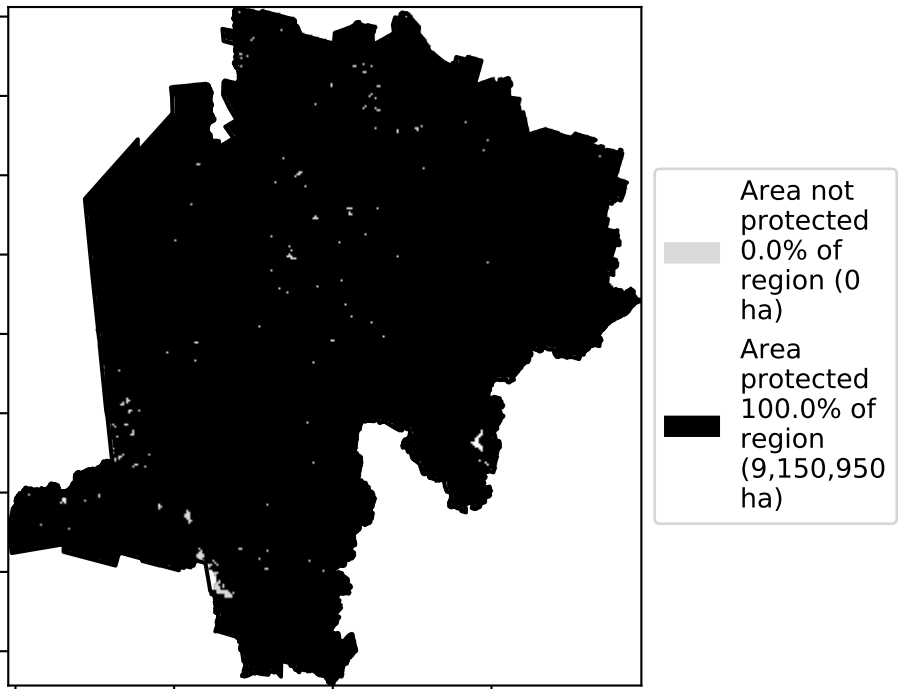 Area not
protected
0.0% of
region (0
ha)
Area
protected
100.0% of
region
(9,150,950
ha)